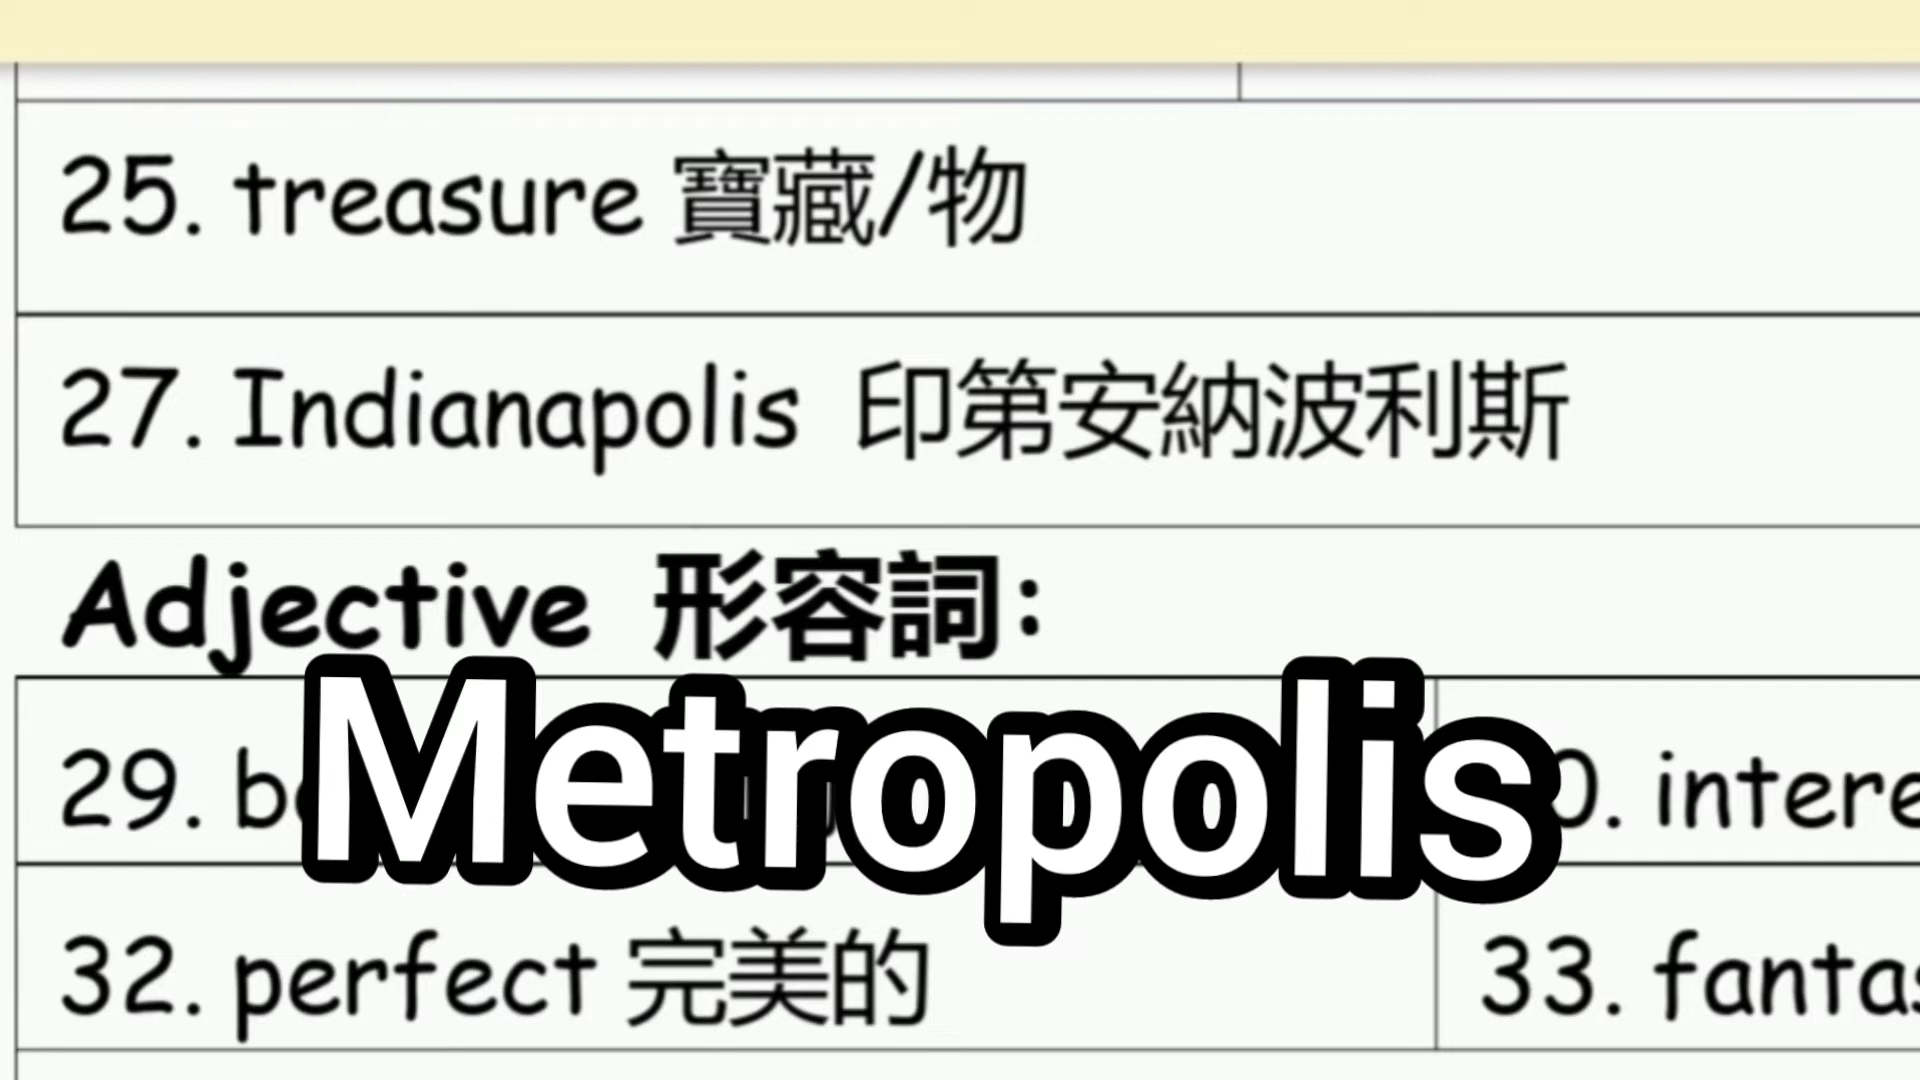 25. treasure 寶藏/物
27. Indianapolis 印第安納波利斯
Adjective 形容詞:
Metropolis
29.
32. perfect 完美的
33.